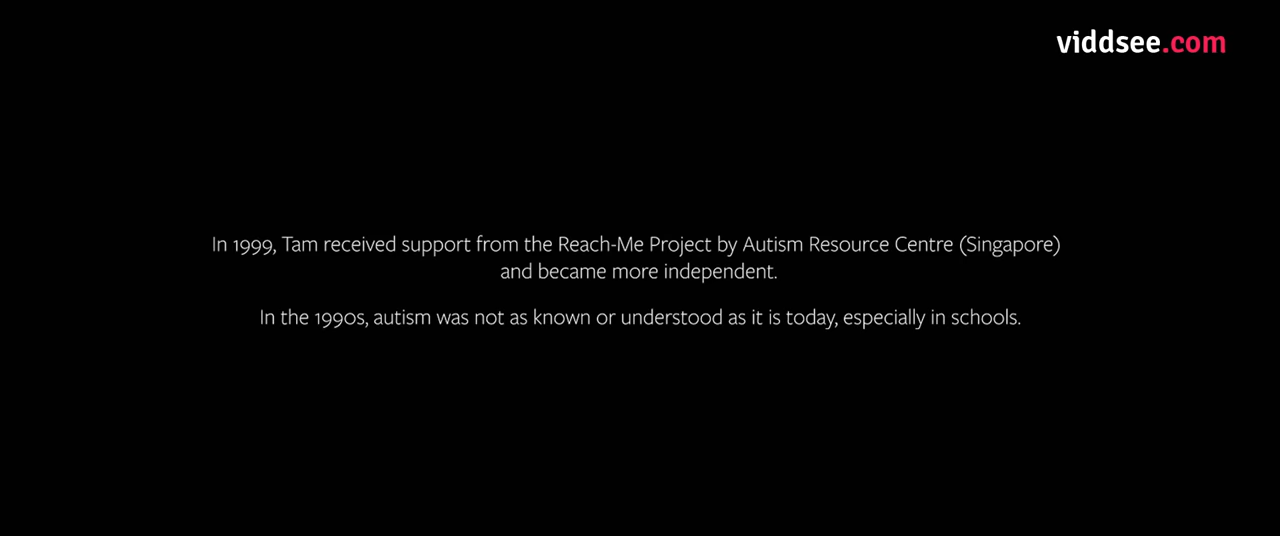 viddsee.com
In 1999, Tam received support from the Reach-Me Project by Autism Resource Centre (Singapore)
and became more independent.
In the 1990s, autism was not as known or understood as it is today, especially in schools.